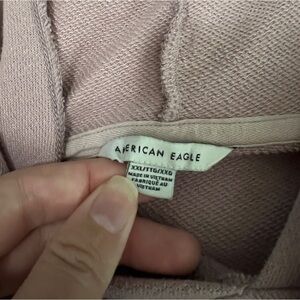 AMERICAN EAGLE
XXL/TTG/XXG
MADE IN VIETNAM
FABRIQUÉ AU
VIETNAM